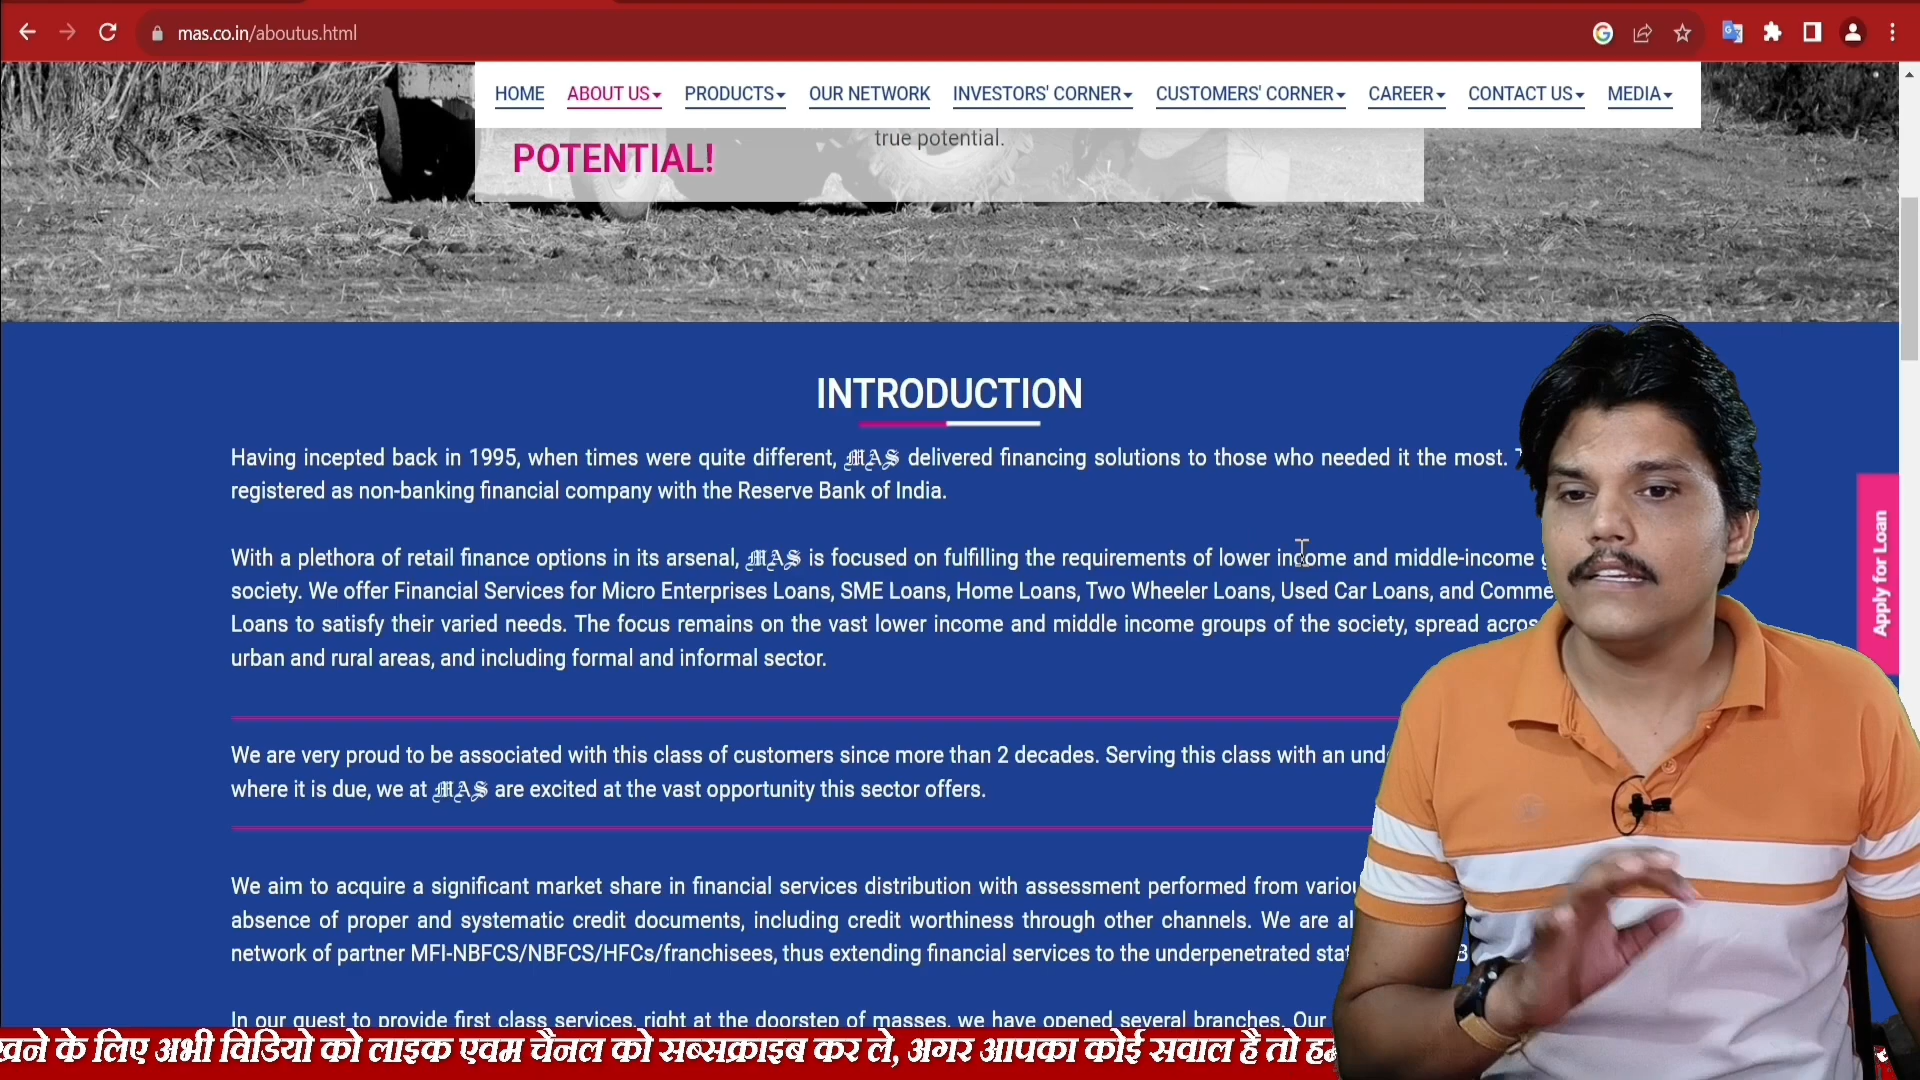 mas.co.in/aboutus.html
HOME ABOUT US PRODUCTS OUR NETWORK INVESTORS' CORNER CUSTOMERS' CORNER CAREER CONTACT US MEDIA
true potential.
POTENTIAL!
INTRODUCTION
Having incepted back in 1995, when times were quite different, MAS delivered financing solutions to those who needed it the most.
registered as non-banking financial company with the Reserve Bank of India.
With a plethora of retail finance options in its arsenal, MAS is focused on fulfilling the requirements of lower income and middle-income
society. We offer Financial Services for Micro Enterprises Loans, SME Loans, Home Loans, Two Wheeler Loans, Used Car Loans, and
Loans to satisfy their varied needs. The focus remains on the vast lower income and middle income groups of the society, spread
urban and rural areas, and including formal and informal sector.
Apply for Loan
We are very proud to be associated with this class of customers since more than 2 decades. Serving this class with an
where it is due, we at MAS are excited at the vast opportunity this sector offers.
We aim to acquire a significant market share in financial services distribution with assessment performed from
absence of proper and systematic credit documents, including credit worthiness through other channels. We are
network of partner MFI-NBFCS/NBFCS/HFCs/franchisees, thus extending financial services to the underpenetrated
In our quest to provide first class services, right at the doorstep of masses, we have opened several branches. Our
के लिए अभी विडियो को लाइक एवम चैनल को सब्सक्राइब कर ले, अगर आपका कोई सवाल है तो